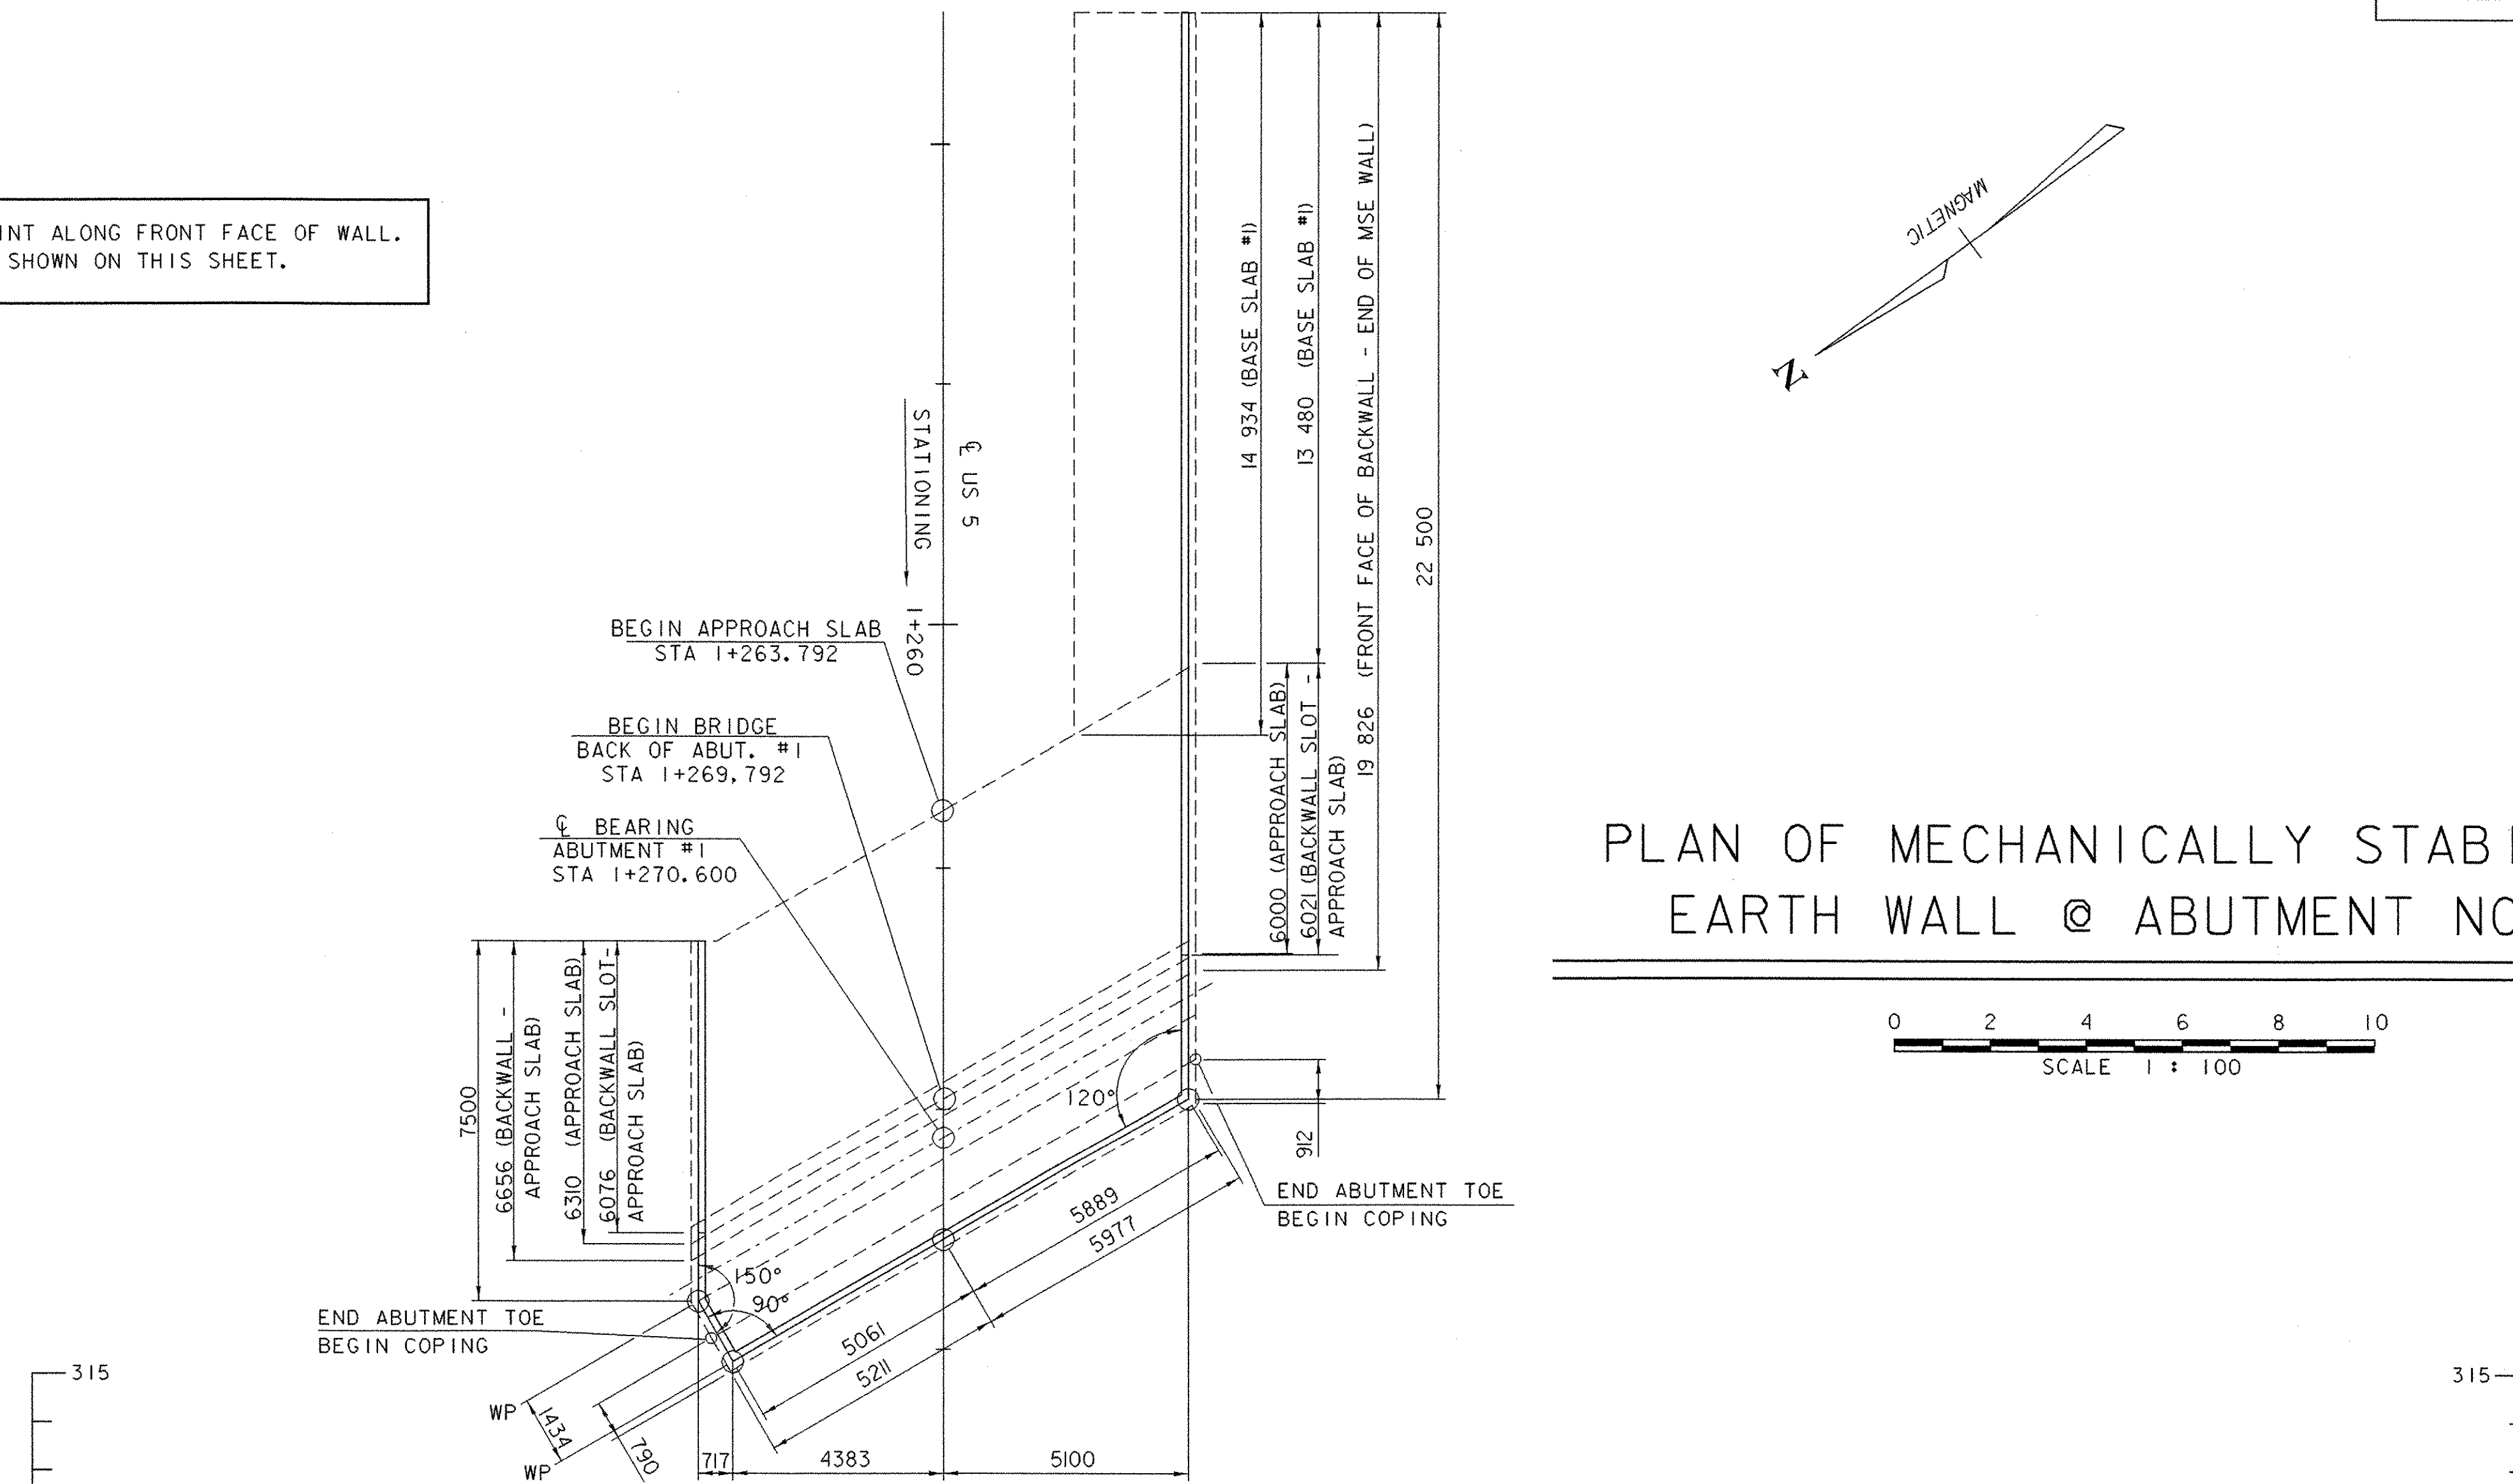 INT ALONG FRONT FACE OF WALL.
SHOWN ON THIS SHEET.
MAGNETIC
N
14 934 (BASE SLAB #1)
13 480 (BASE SLAB #1)
19 826 (FRONT FACE OF BACKWALL - END OF MSE WALL)
22 500
℄ US 5
STATIONING
1+260
BEGIN APPROACH SLAB
STA 1+263.792
BEGIN BRIDGE
BACK OF ABUT. #1
STA 1+269,792
℄ BEARING
ABUTMENT #1
STA 1+270.600
6000 (APPROACH SLAB)
6021 (BACKWALL SLOT -
APPROACH SLAB)
PLAN OF MECHANICALLY STABI
EARTH WALL @ ABUTMENT NO
0 2 4 6 8 10
SCALE 1 : 100
7500
6656 (BACKWALL -
APPROACH SLAB)
6310 (APPROACH SLAB)
6076 (BACKWALL SLOT-
APPROACH SLAB)
120°
912
END ABUTMENT TOE
BEGIN COPING
5889
5977
150°
90°
END ABUTMENT TOE
BEGIN COPING
5061
5211
315
315
WP
1434
WP
790
717
4383
5100